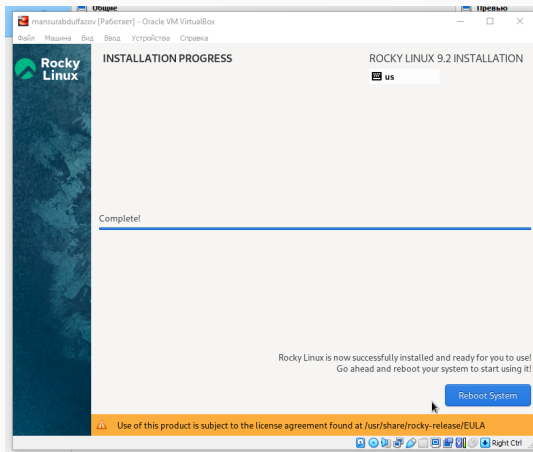 Общие
Превью
mansurabdulfazov [Работает] - Oracle VM VirtualBox
Файл Машина Вид Ввод Устройства Справка
Rocky
Linux
INSTALLATION PROGRESS
ROCKY LINUX 9.2 INSTALLATION
us
Complete!
Rocky Linux is now successfully installed and ready for you to use!
Go ahead and reboot your system to start using it!
Reboot System
Use of this product is subject to the license agreement found at /usr/share/rocky-release/EULA
Right Ctrl